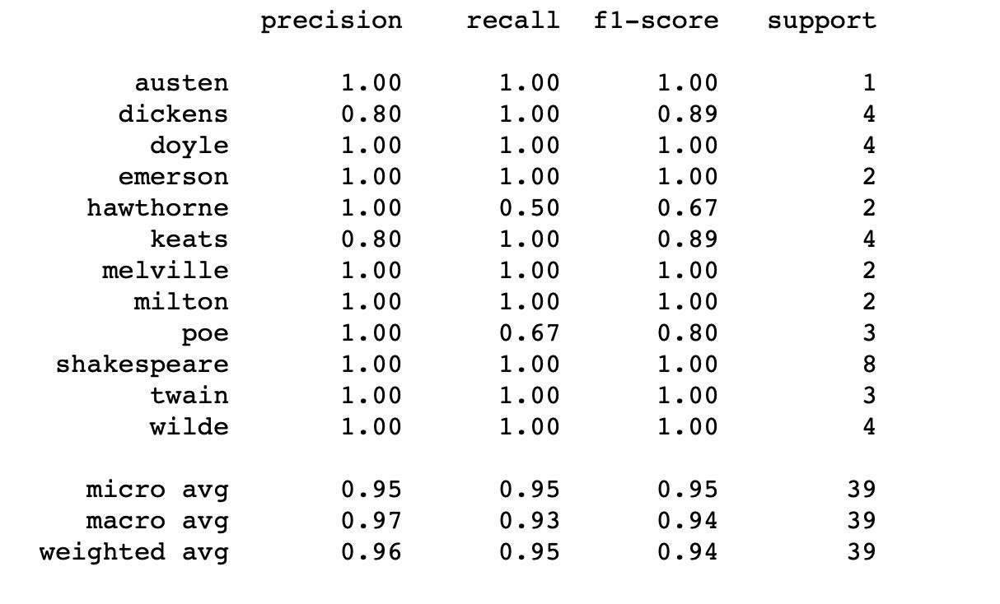 precision recall f1-score support
austen 1.00 1.00 1.00 1
dickens 0.80 1.00 0.89 4
doyle 1.00 1.00 1.00 4
emerson 1.00 1.00 1.00 2
hawthorne 1.00 0.50 0.67 2
keats 0.80 1.00 0.89 4
melville 1.00 1.00 1.00 2
milton 1.00 1.00 1.00 2
poe 1.00 0.67 0.80 3
shakespeare 1.00 1.00 1.00 8
twain 1.00 1.00 1.00 3
wilde 1.00 1.00 1.00 4
micro avg 0.95 0.95 0.95 39
macro avg 0.97 0.93 0.94 39
weighted avg 0.96 0.95 0.94 39